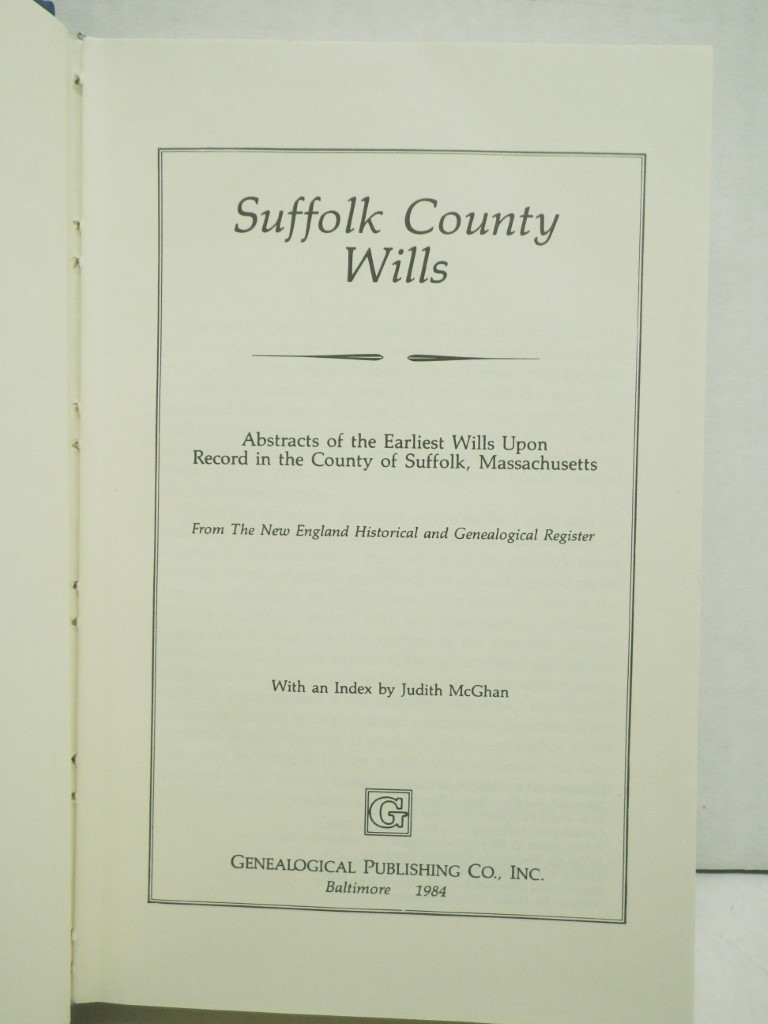 Suffolk County
Wills
Abstracts of the Earliest Wills Upon
Record in the County of Suffolk, Massachusetts
From The New England Historical and Genealogical Register
With an Index by Judith McGhan
G
GENEALOGICAL PUBLISHING CO., INC.
Baltimore 1984